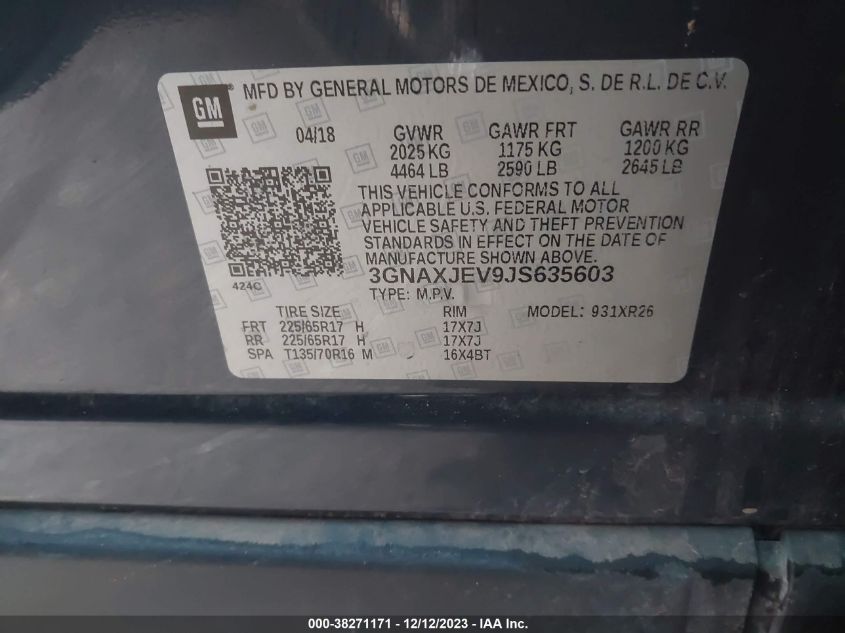 MFD BY GENERAL MOTORS DE MEXICO, S. DE R.L. DE C.V.
GM
04/18 GVWR GAWR FRT GAWR RR
2025 KG 1175 KG 1200 KG
4464 LB 2590 LB 2645 LB
THIS VEHICLE CONFORMS TO ALL
APPLICABLE U.S. FEDERAL MOTOR
VEHICLE SAFETY AND THEFT PREVENTION
STANDARDS IN EFFECT ON THE DATE OF
MANUFACTURE SHOWN ABOVE.
424C 3GNAXJEV9JS635603
TYPE: M.P.V.
TIRE SIZE RIM MODEL: 931XR26
FRT 225/65R17 H 17X7J
RR 225/65R17 H 17X7J
SPA T135/70R16 M 16X4BT
000-38271171 - 12/12/2023 - IAA Inc.